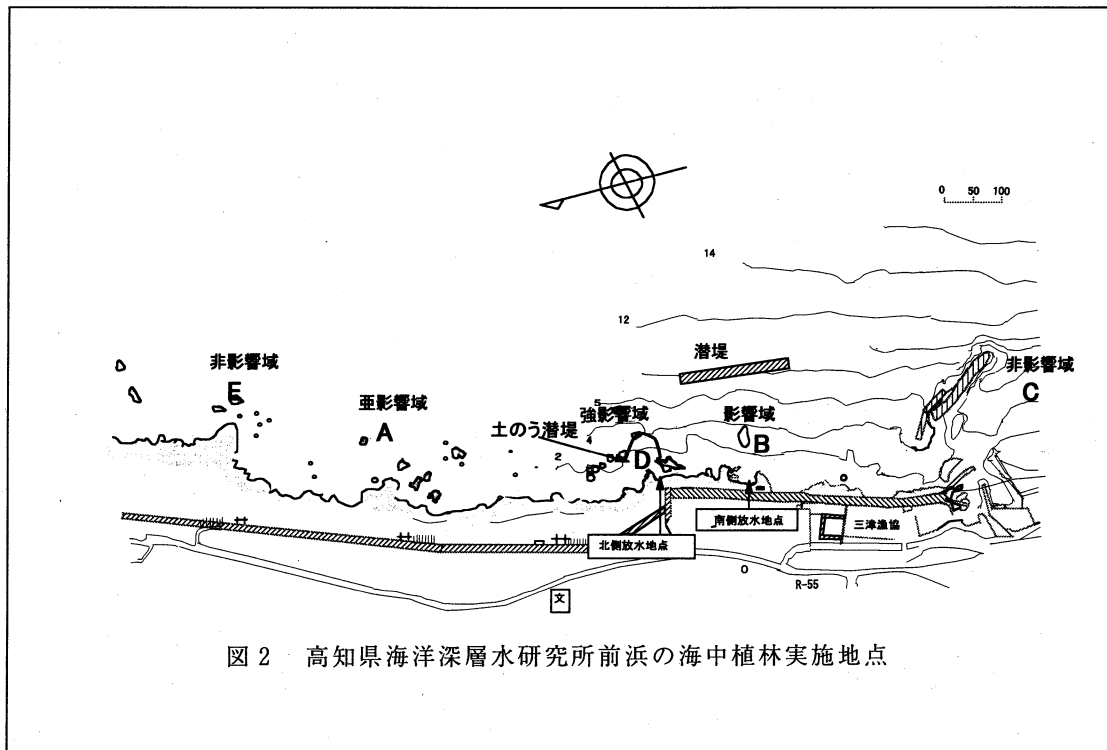 0 50 100
14
12
潜堤
非影響域
E
非影響域
C
亜影響域
A
5
4
2
土のう潜堤
強影響域
D
影響域
B
南側放水地点
三津漁協
北側放水地点
R-55
文
図2 高知県海洋深層水研究所前浜の海中植林実施地点